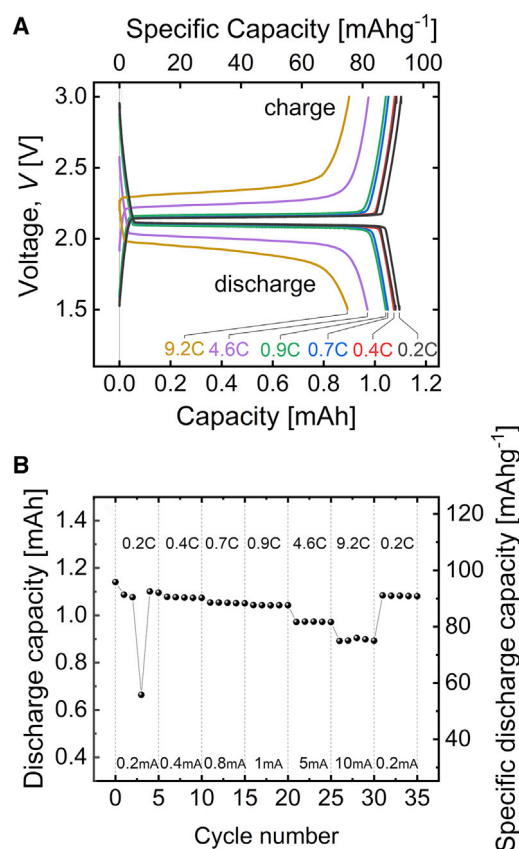 A
Specific Capacity [mAhg⁻¹]
0 25 50 75 100
3.0
2.5
2.0
1.5
Voltage, V [V]
charge
discharge
9.2C 4.6C 0.9C 0.7C 0.4C 0.2C
0.0 0.2 0.4 0.6 0.8 1.0 1.2
Capacity [mAh]
B
Discharge capacity [mAh]
1.4
1.2
1.0
0.8
0.6
0.4
0.2C 0.4C 0.7C 0.9C 4.6C 9.2C 0.2C
0.2mA 0.4mA 0.8mA 1mA 5mA 10mA 0.2mA
120
100
80
60
40
Specific discharge capacity [mAhg⁻¹]
0 5 10 15 20 25 30 35
Cycle number